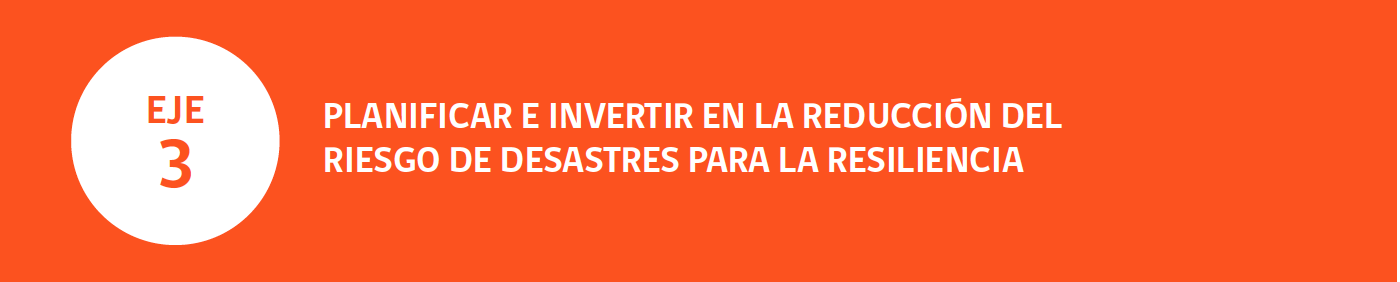 EJE
3
PLANIFICAR E INVERTIR EN LA REDUCCIÓN DEL
RIESGO DE DESASTRES PARA LA RESILIENCIA